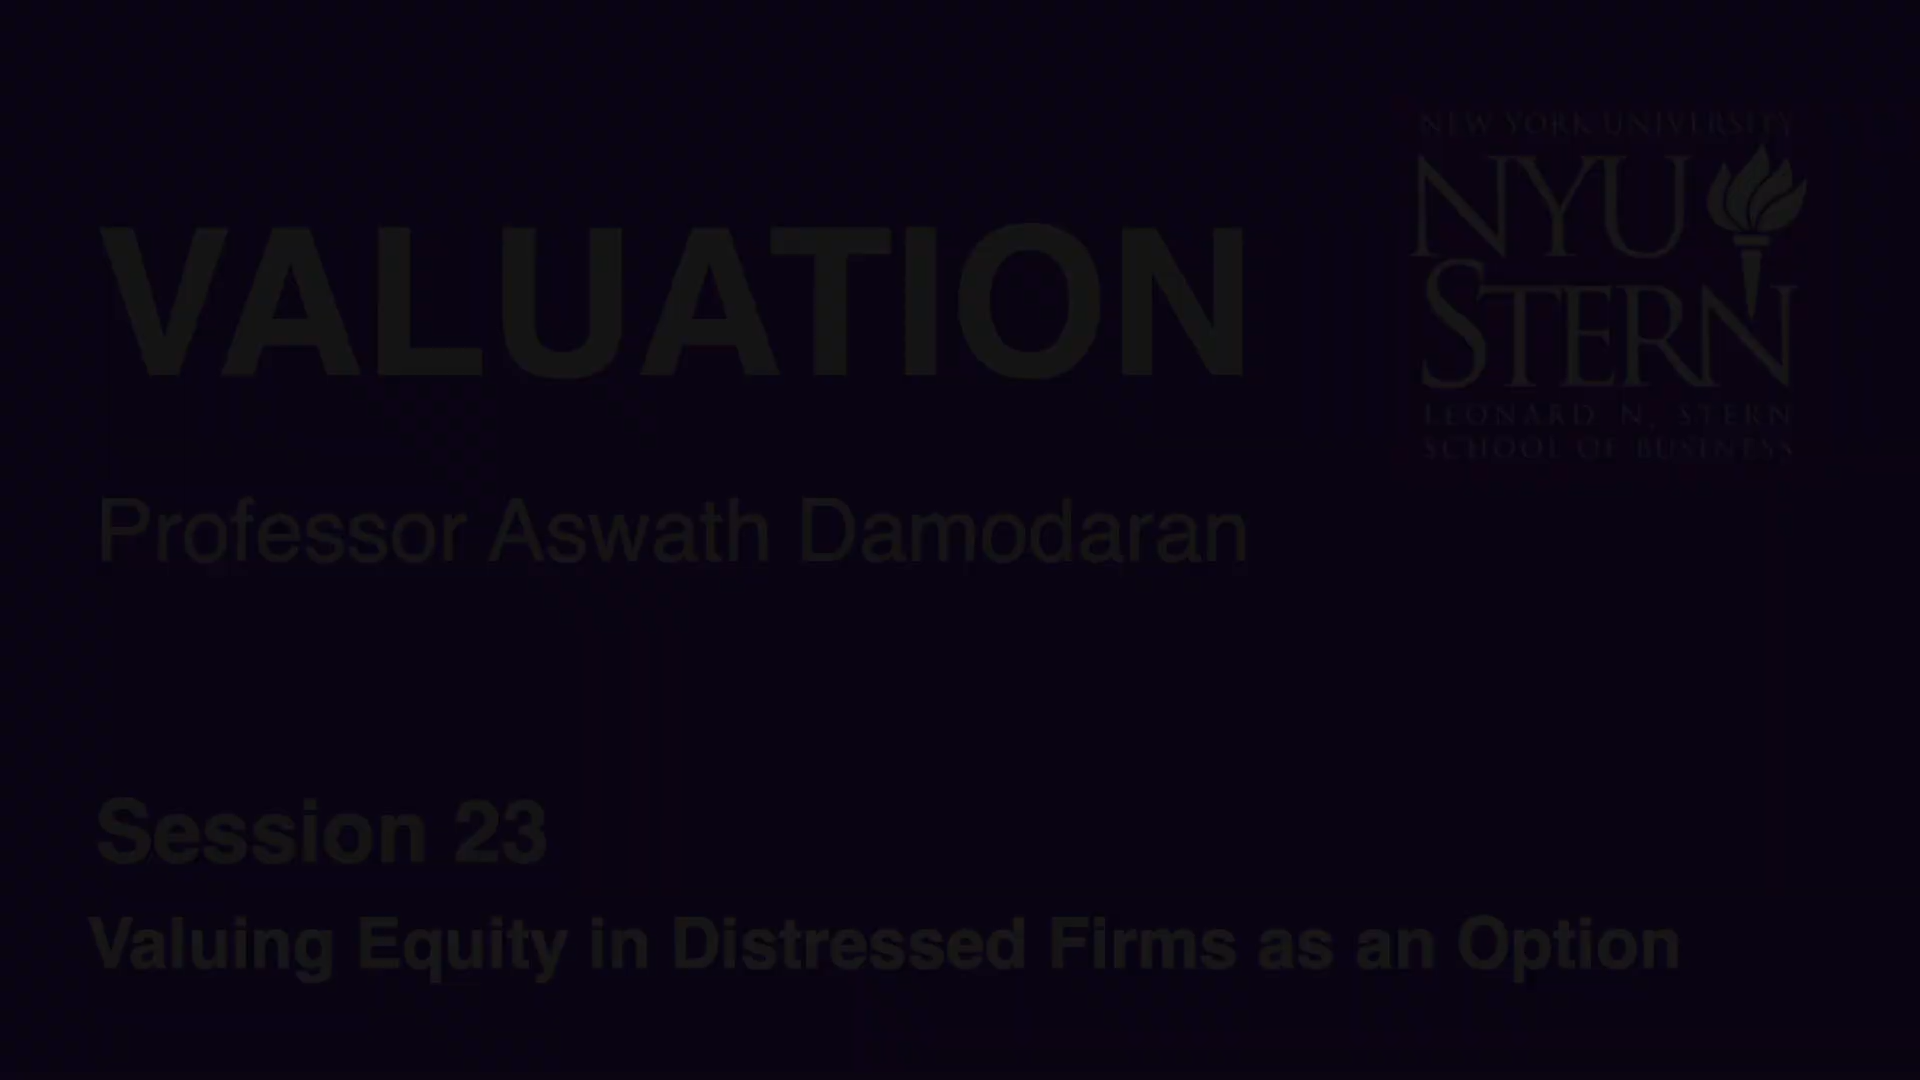 VALUATION
Professor Aswath Damodaran
NEW YORK UNIVERSITY
NYU
STERN
LEONARD N. STERN
SCHOOL OF BUSINESS
Session 23
Valuing Equity in Distressed Firms as an Option